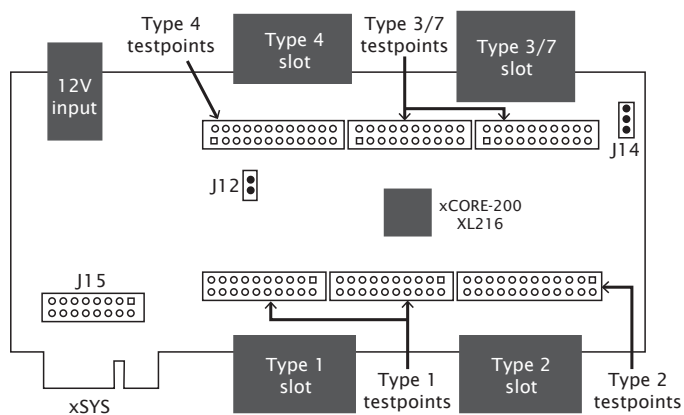 Type 4
testpoints
Type 4
slot
Type 3/7
testpoints
Type 3/7
slot
12V
input
J14
J12
xCORE-200
XL216
J15
Type 1
slot
Type 1
testpoints
Type 2
slot
Type 2
testpoints
xSYS